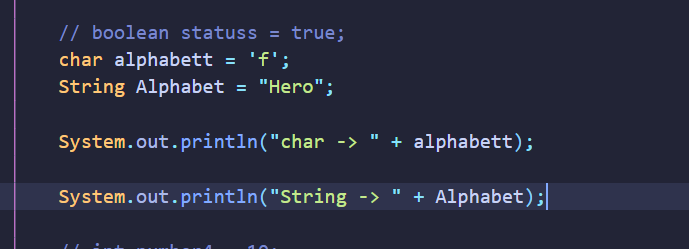 // boolean statuss = true;
char alphabett = 'f';
String Alphabet = "Hero";
System.out.println("char -> " + alphabett);
System.out.println("String -> " + Alphabet);